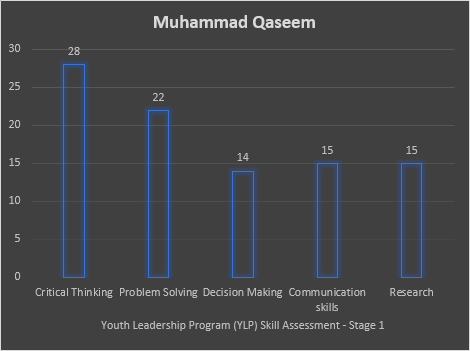 Muhammad Qaseem
30
25
20
15
10
5
0
28
22
14
15
15
Critical Thinking
Problem Solving
Decision Making
Communication
skills
Research
Youth Leadership Program (YLP) Skill Assessment - Stage 1